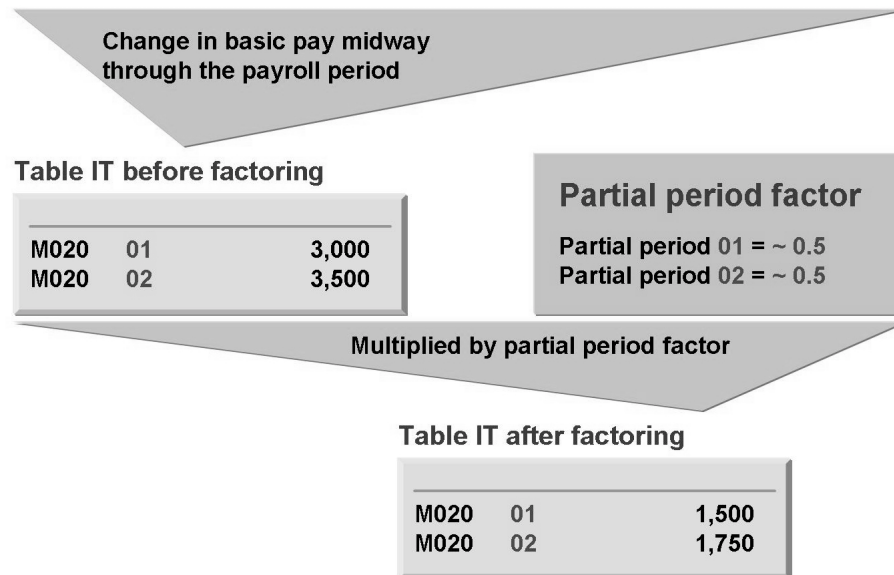 Change in basic pay midway
through the payroll period
Table IT before factoring
M020 01 3,000
M020 02 3,500
Partial period factor
Partial period 01 = ~ 0.5
Partial period 02 = ~ 0.5
Multiplied by partial period factor
Table IT after factoring
M020 01 1,500
M020 02 1,750